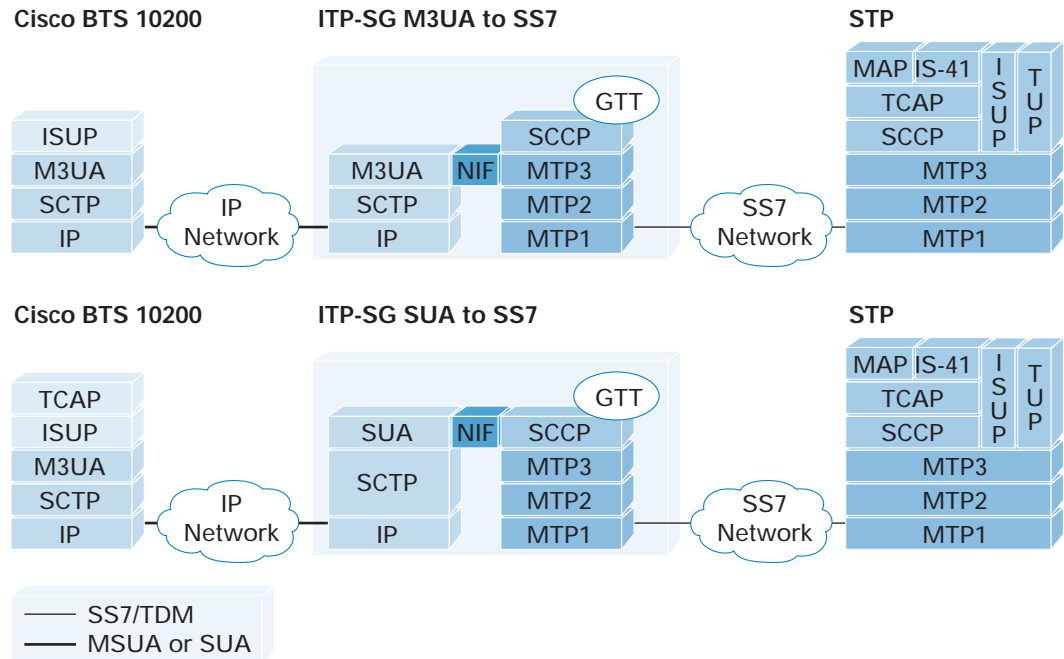 Cisco BTS 10200
ITP-SG M3UA to SS7
STP
ISUP
M3UA
SCTP
IP
IP
Network
GTT
SCCP
M3UA
NIF
MTP3
SCTP
MTP2
IP
MTP1
SS7
Network
MAP
IS-41
ISUP
TUP
TCAP
SCCP
MTP3
MTP2
MTP1
Cisco BTS 10200
ITP-SG SUA to SS7
STP
TCAP
ISUP
M3UA
SCTP
IP
IP
Network
GTT
SUA
NIF
SCCP
SCTP
MTP3
MTP2
IP
MTP1
SS7
Network
MAP
IS-41
ISUP
TUP
TCAP
SCCP
MTP3
MTP2
MTP1
SS7/TDM
MSUA or SUA